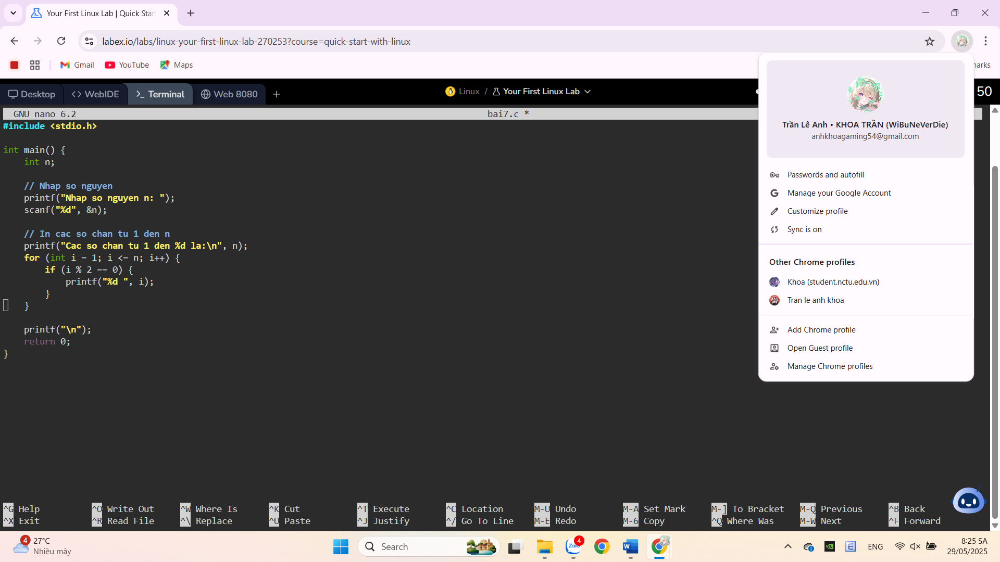 Your First Linux Lab | Quick Star
labex.io/labs/linux-your-first-linux-lab-270253?course=quick-start-with-linux
Gmail YouTube Maps
Desktop WebIDE Terminal Web 8080
Linux / Your First Linux Lab
50
GNU nano 6.2 bai7.c *
#include <stdio.h>
int main() {
int n;
// Nhap so nguyen
printf("Nhap so nguyen n: ");
scanf("%d", &n);
// In cac so chan tu 1 den n
printf("Cac so chan tu 1 den %d la:\n", n);
for (int i = 1; i <= n; i++) {
if (i % 2 == 0) {
printf("%d ", i);
}
}
printf("\n");
return 0;
}
Trần Lê Anh • KHOA TRẦN (WiBuNeVerDie)
anhkhoagaming54@gmail.com
Passwords and autofill
Manage your Google Account
Customize profile
Sync is on
Other Chrome profiles
Khoa (student.nctu.edu.vn)
Tran le anh khoa
Add Chrome profile
Open Guest profile
Manage Chrome profiles
^G Help ^O Write Out ^W Where Is ^K Cut ^T Execute ^C Location M-U Undo M-A Set Mark M-] To Bracket M-Q Previous ^B Back
^X Exit ^R Read File ^\ Replace ^U Paste ^J Justify ^/ Go To Line M-E Redo M-6 Copy ^Q Where Was M-W Next ^F Forward
4 27°C
Nhiều mây
Search
Zalo 4
ENG
8:25 SA
29/05/2025